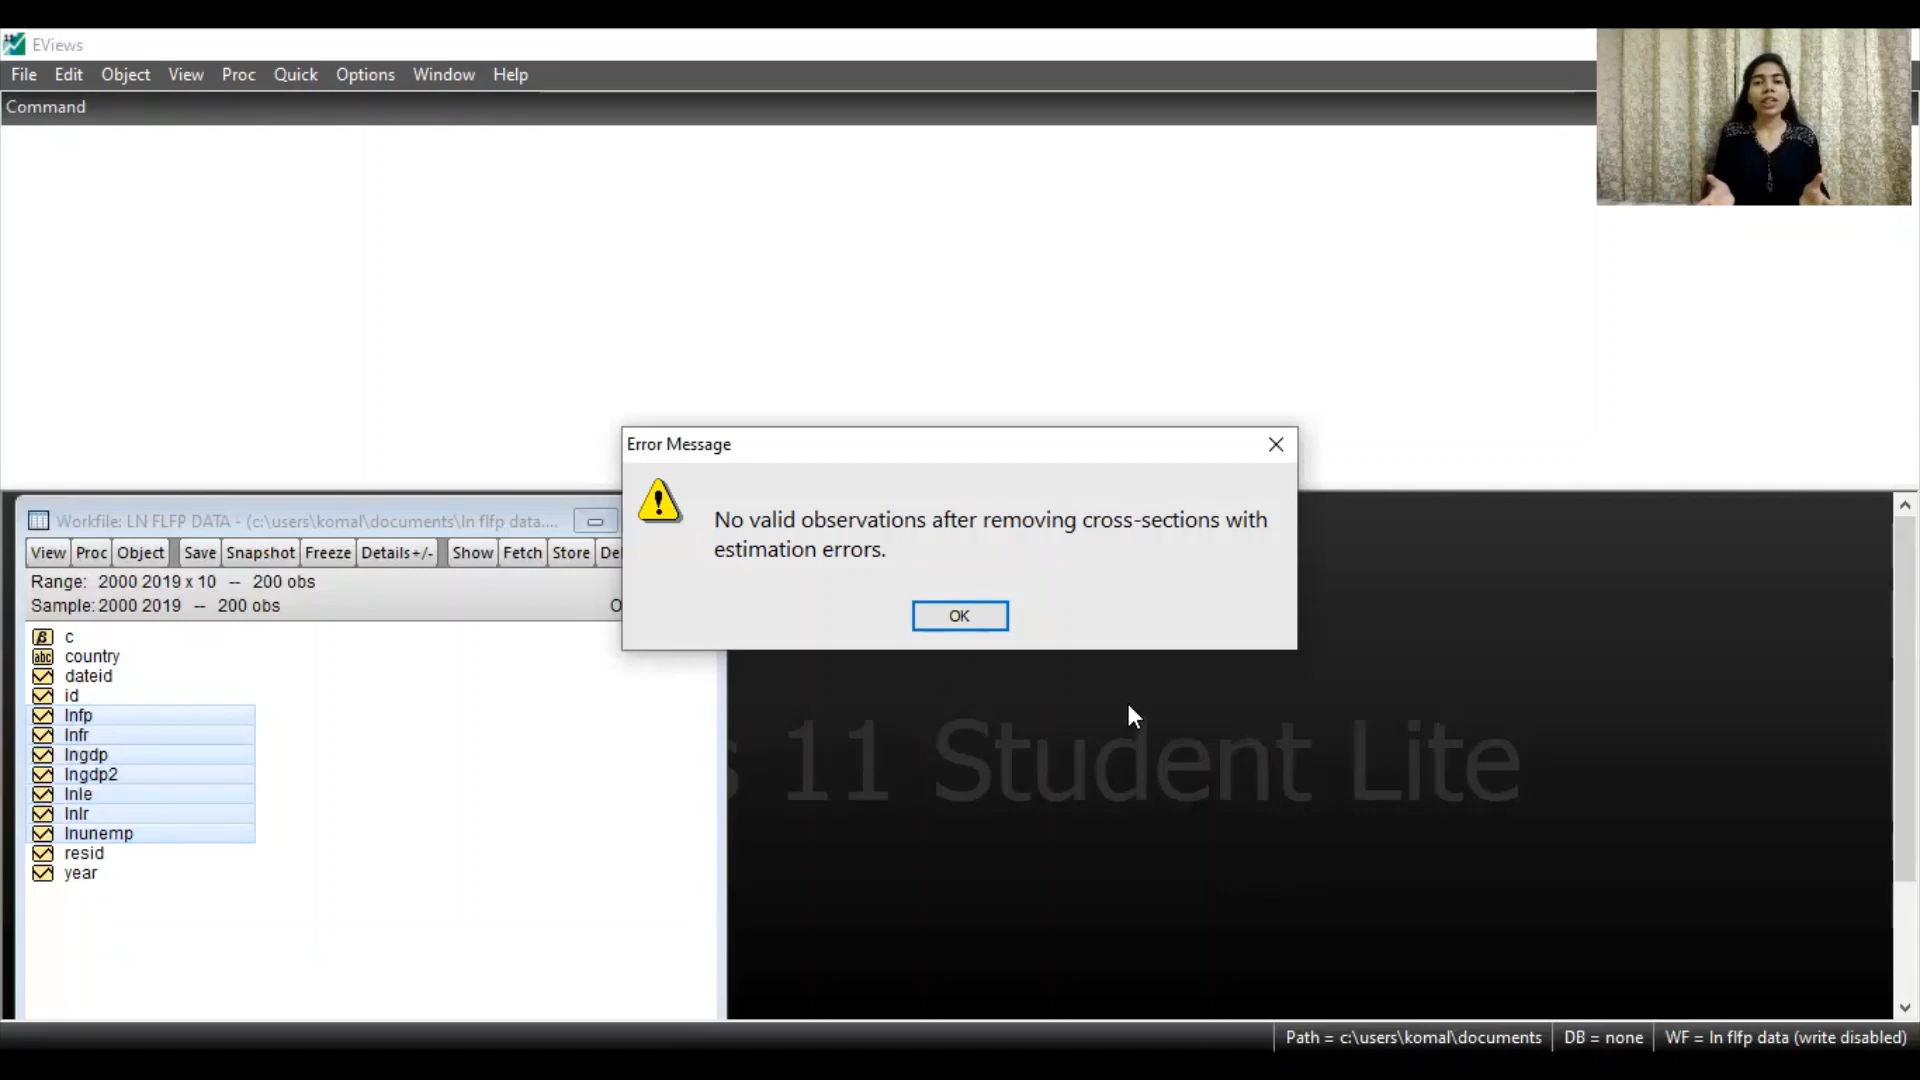 EViews
File Edit Object View Proc Quick Options Window Help
Command
Error Message
No valid observations after removing cross-sections with
estimation errors.
OK
Workfile: LN FLFP DATA - (c:\users\komal\documents\ln flfp data....
View Proc Object Save Snapshot Freeze Details+/- Show Fetch Store De
Range: 2000 2019 x 10 -- 200 obs
Sample: 2000 2019 -- 200 obs
O
c
country
dateid
id
lnfp
lnfr
lngdp
lngdp2
lnle
lnlr
lnunemp
resid
year
s 11 Student Lite
Path = c:\users\komal\documents DB = none WF = ln flfp data (write disabled)